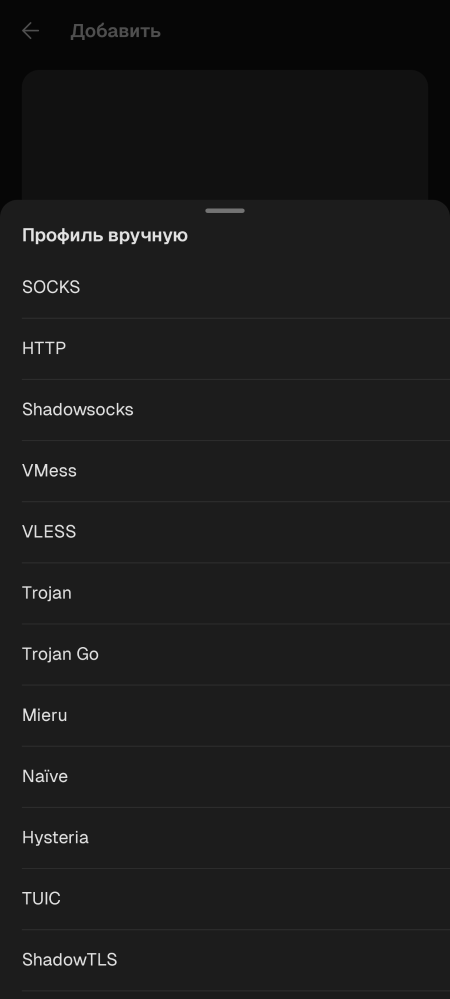 Добавить
Профиль вручную
SOCKS
HTTP
Shadowsocks
VMess
VLESS
Trojan
Trojan Go
Mieru
Naïve
Hysteria
TUIC
ShadowTLS